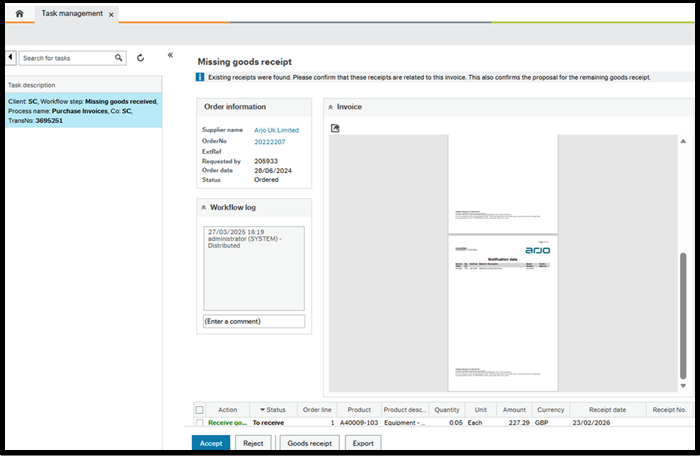 Task management ×
Search for tasks
Task description
Client: SC, Workflow step: Missing goods received,
Process name: Purchase Invoices, Co: SC,
TransNo: 3695251
Missing goods receipt
Existing receipts were found. Please confirm that these receipts are related to this invoice. This also confirms the proposal for the remaining goods receipt.
Order information
Supplier name Arjo Uk Limited
OrderNo 20222207
ExtRef
Requested by 205933
Order date 28/06/2024
Status Ordered
Workflow log
27/03/2025 16:19
administrator (SYSTEM) -
Distributed
(Enter a comment)
Invoice
arjo
Notification data
Action Status Order line Product Product desc... Quantity Unit Amount Currency Receipt date Receipt No.
Receive go... To receive 1 A40009-103 Equipment - ... 0.05 Each 227.29 GBP 23/02/2026
Accept Reject Goods receipt Export